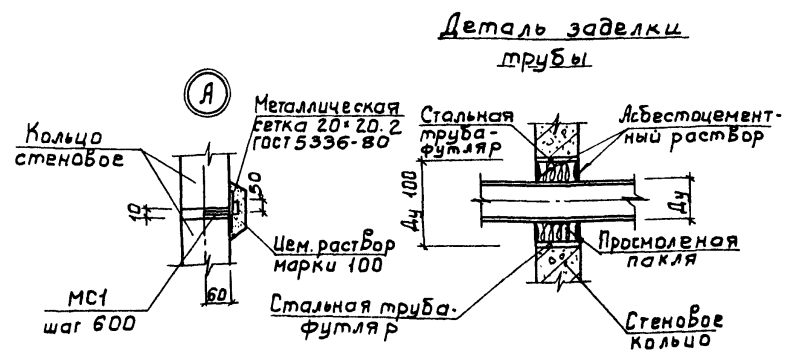 Деталь заделки
трубы
А
Металлическая
сетка 20×20.2
гост 5336-80
Кольцо
стеновое
50
10
Цем. раствор
марки 100
60
МС1
шаг 600
Стальная
труба-
футляр
Асбестоцемент-
ный раствор
Ду 100
Ду
Просмоленая
пакля
Стальная труба-
футляр
Стеновое
кольцо